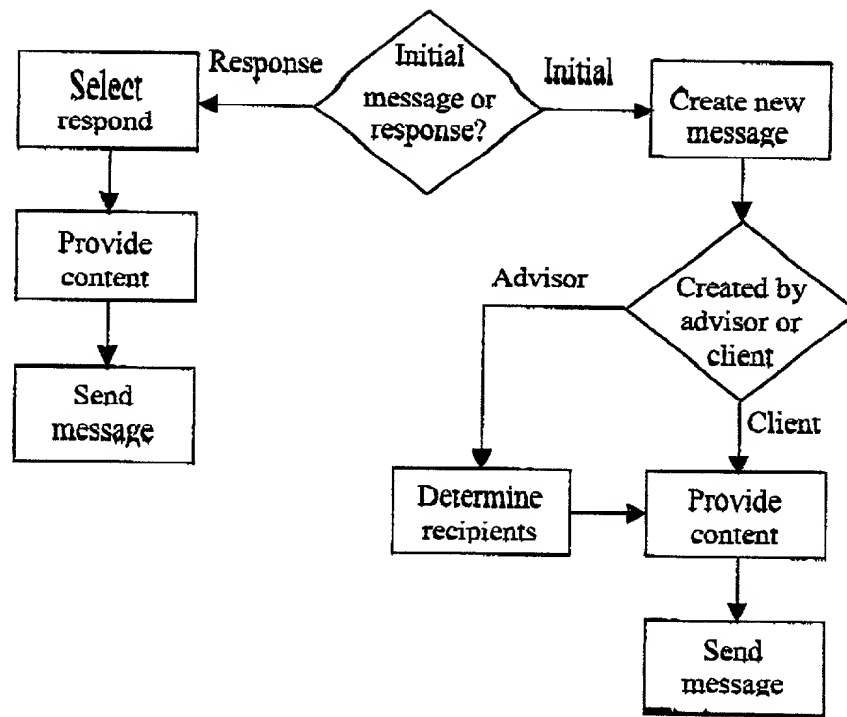 Initial
message or
response?
Response
Initial
Select
respond
Create new
message
Provide
content
Advisor
Created by
advisor or
client
Send
message
Client
Determine
recipients
Provide
content
Send
message